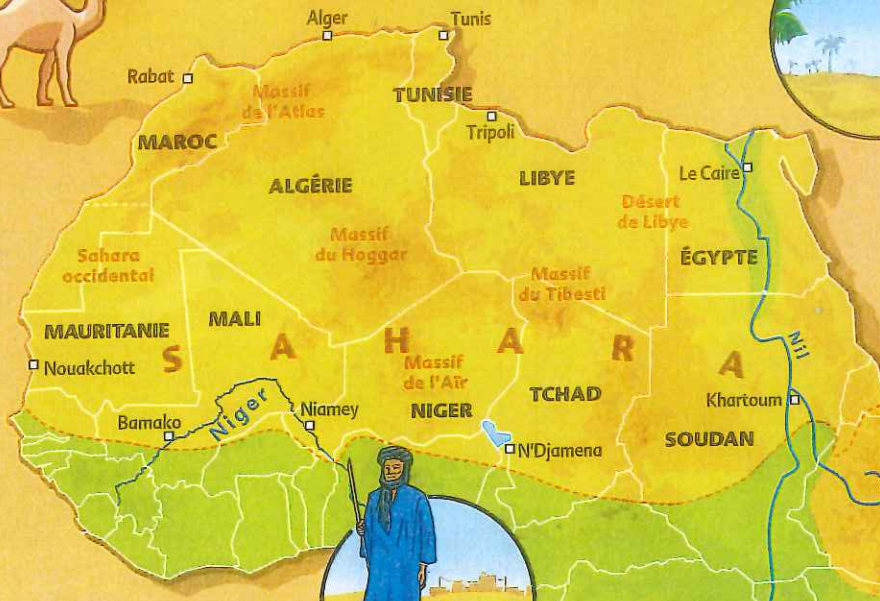 Alger
Tunis
Rabat
Massif
de l'Atlas
TUNISIE
Tripoli
MAROC
Le Caire
ALGÉRIE
LIBYE
Désert
de Libye
Massif
du Hoggar
Sahara
occidental
ÉGYPTE
Massif
du Tibesti
MALI
MAURITANIE
SAHARA
Nil
Nouakchott
Massif
de l'Aïr
TCHAD
Niger
Niamey
NIGER
Khartoum
Bamako
SOUDAN
N'Djamena